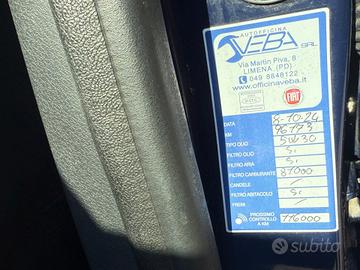 AUTOFFICINA
VEBA SRL
Via Martin Piva, 8
LIMENA (PD)
049 8848122
www.officinaveba.it
FIAT
DATA 8-10-24
KM 96173
TIPO OLIO 5W30
FILTRO OLIO Si
FILTRO ARIA Si
FILTRO CARBURANTE 87000
CANDELE /
FILTRO ABITACOLO Si
FRENI /
PROSSIMO
CONTROLLO
A KM 116000
subito